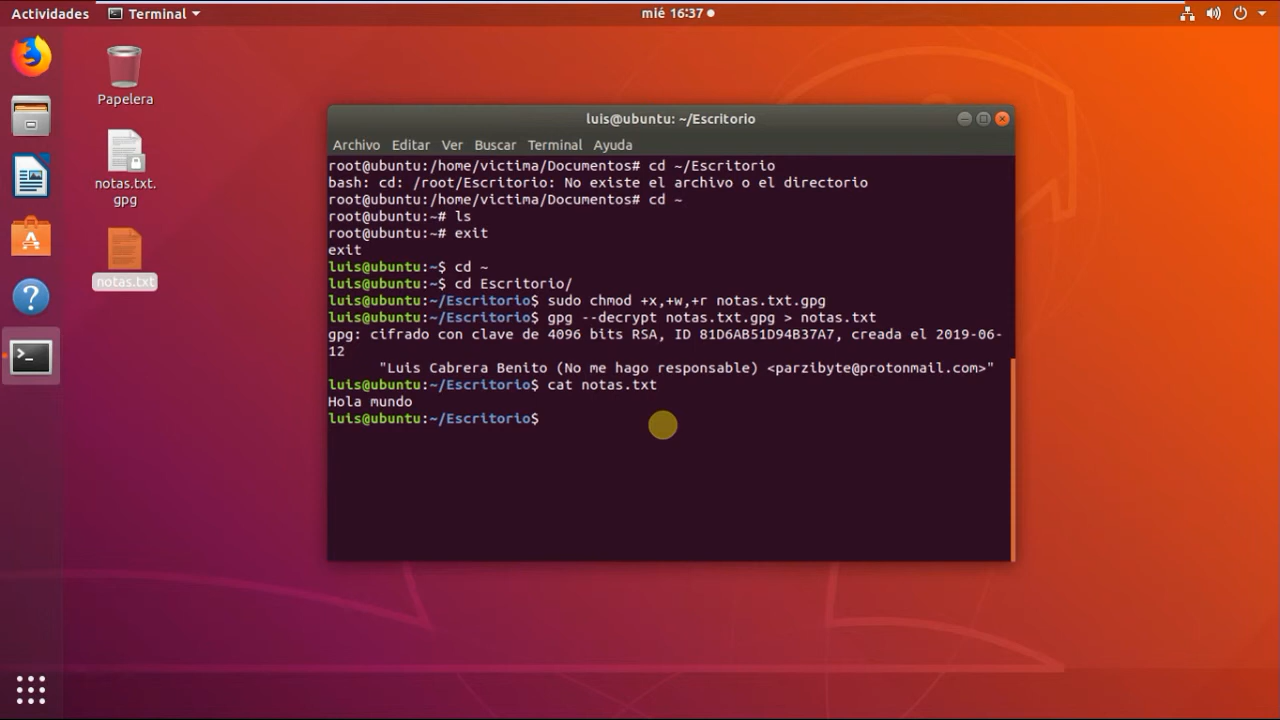 Actividades
Terminal
mié 16:37
Papelera
notas.txt.
gpg
notas.txt
luis@ubuntu: ~/Escritorio
Archivo Editar Ver Buscar Terminal Ayuda
root@ubuntu:/home/victima/Documentos# cd ~/Escritorio
bash: cd: /root/Escritorio: No existe el archivo o el directorio
root@ubuntu:/home/victima/Documentos# cd ~
root@ubuntu:~# ls
root@ubuntu:~# exit
exit
luis@ubuntu:~$ cd ~
luis@ubuntu:~$ cd Escritorio/
luis@ubuntu:~/Escritorio$ sudo chmod +x,+w,+r notas.txt.gpg
luis@ubuntu:~/Escritorio$ gpg --decrypt notas.txt.gpg > notas.txt
gpg: cifrado con clave de 4096 bits RSA, ID 81D6AB51D94B37A7, creada el 2019-06-
12
"Luis Cabrera Benito (No me hago responsable) <parzibyte@protonmail.com>"
luis@ubuntu:~/Escritorio$ cat notas.txt
Hola mundo
luis@ubuntu:~/Escritorio$